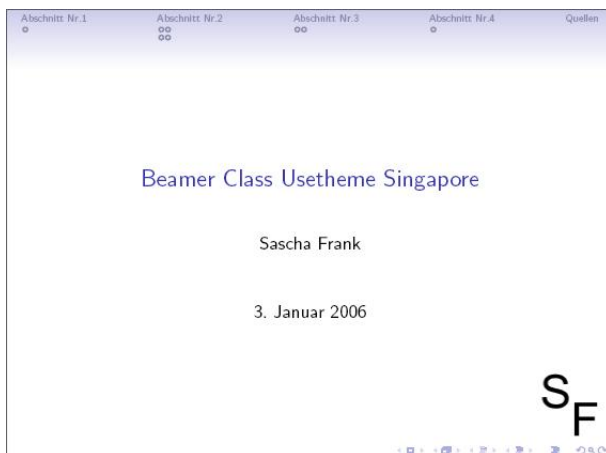 Abschnitt Nr.1 Abschnitt Nr.2 Abschnitt Nr.3 Abschnitt Nr.4 Quellen
Beamer Class Usetheme Singapore
Sascha Frank
3. Januar 2006
S
F